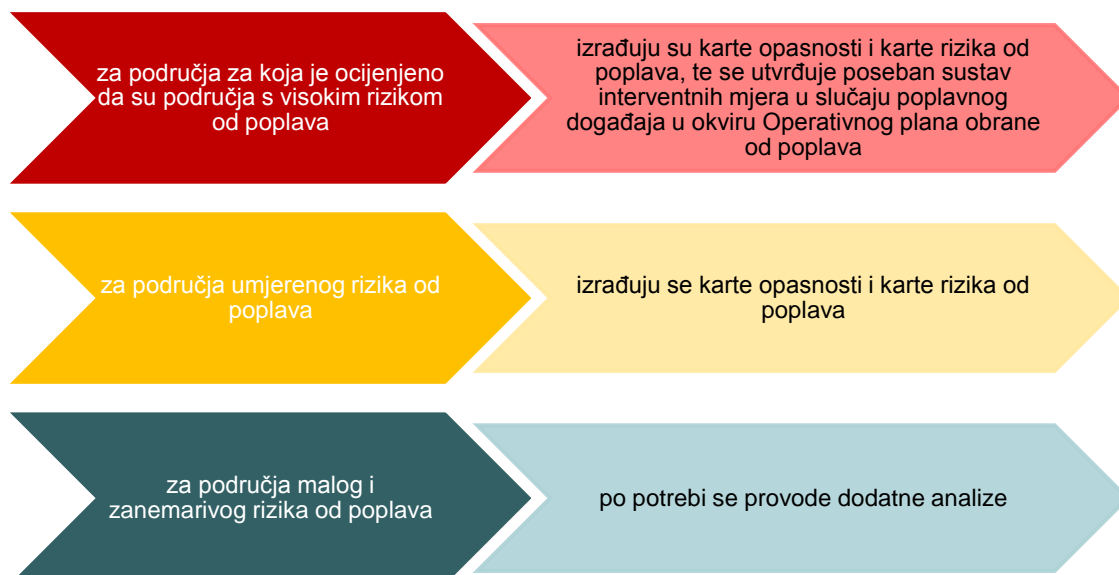 za područja za koja je ocijenjeno
da su područja s visokim rizikom
od poplava
izrađuju su karte opasnosti i karte rizika od
poplava, te se utvrđuje poseban sustav
interventnih mjera u slučaju poplavnog
događaja u okviru Operativnog plana obrane
od poplava
za područja umjerenog rizika od
poplava
izrađuju se karte opasnosti i karte rizika od
poplava
za područja malog i
zanemarivog rizika od poplava
po potrebi se provode dodatne analize